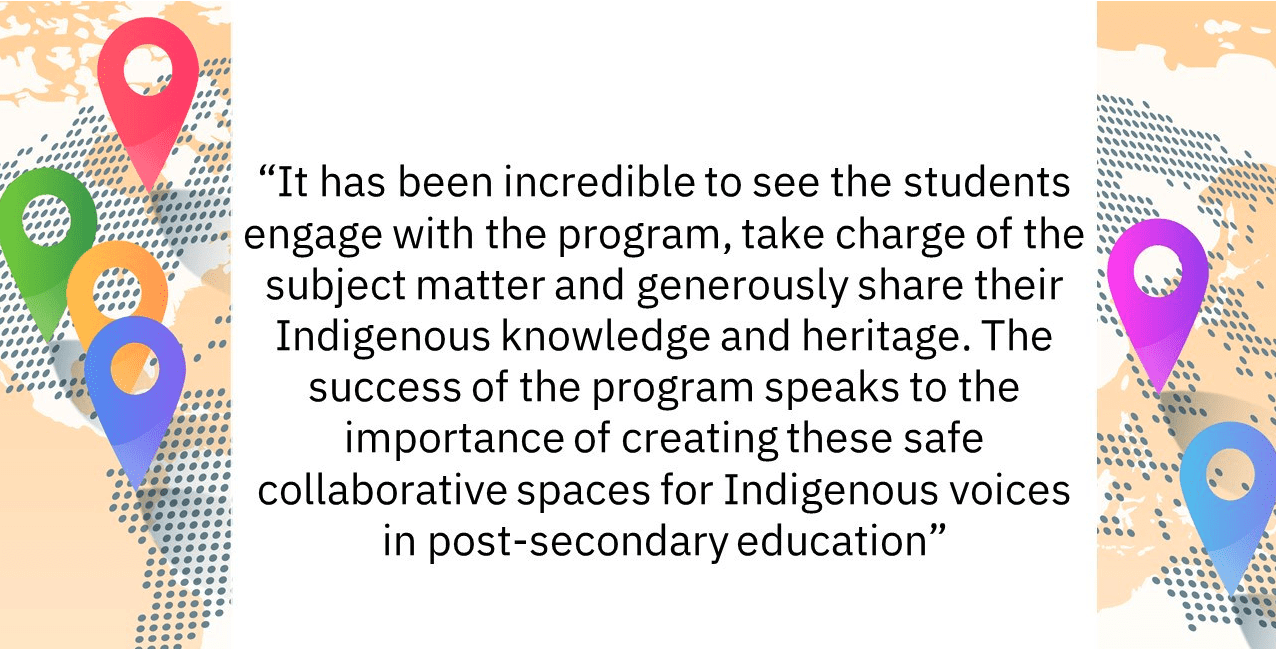 “It has been incredible to see the students
engage with the program, take charge of the
subject matter and generously share their
Indigenous knowledge and heritage. The
success of the program speaks to the
importance of creating these safe
collaborative spaces for Indigenous voices
in post-secondary education”